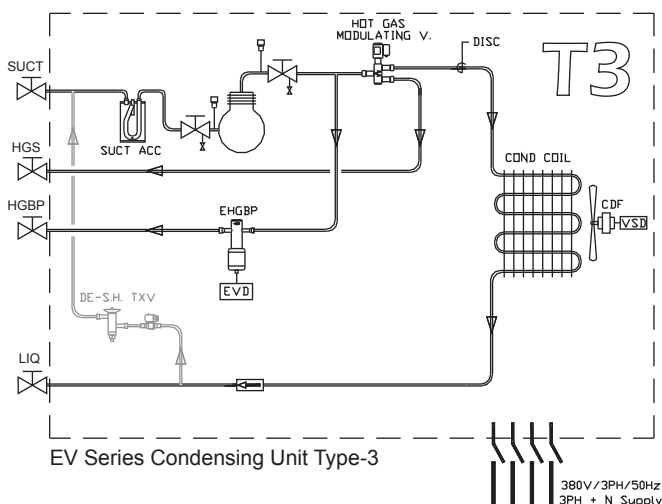 HOT GAS
MODULATING V.
DISC
T3
SUCT
SUCT ACC
HGS
COND COIL
HGBP
EHGBP
CDF
VSD
EVD
DE-S.H. TXV
LIQ
EV Series Condensing Unit Type-3
380V/3PH/50Hz
3PH + N Supply